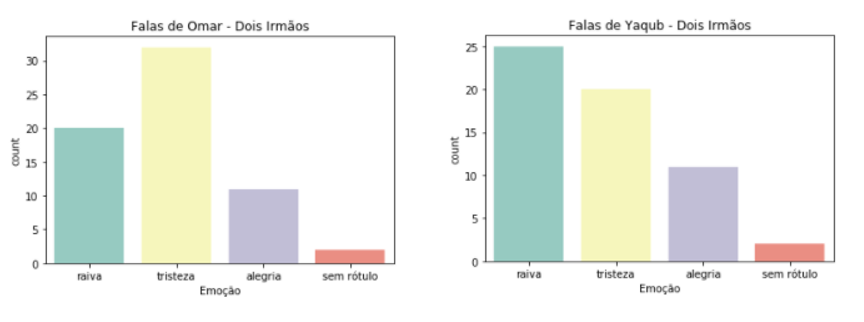 Falas de Omar - Dois Irmãos
30
25
20
15
10
5
0
count
raiva tristeza alegria sem rótulo
Emoção
Falas de Yaqub - Dois Irmãos
25
20
15
10
5
0
count
raiva tristeza alegria sem rótulo
Emoção